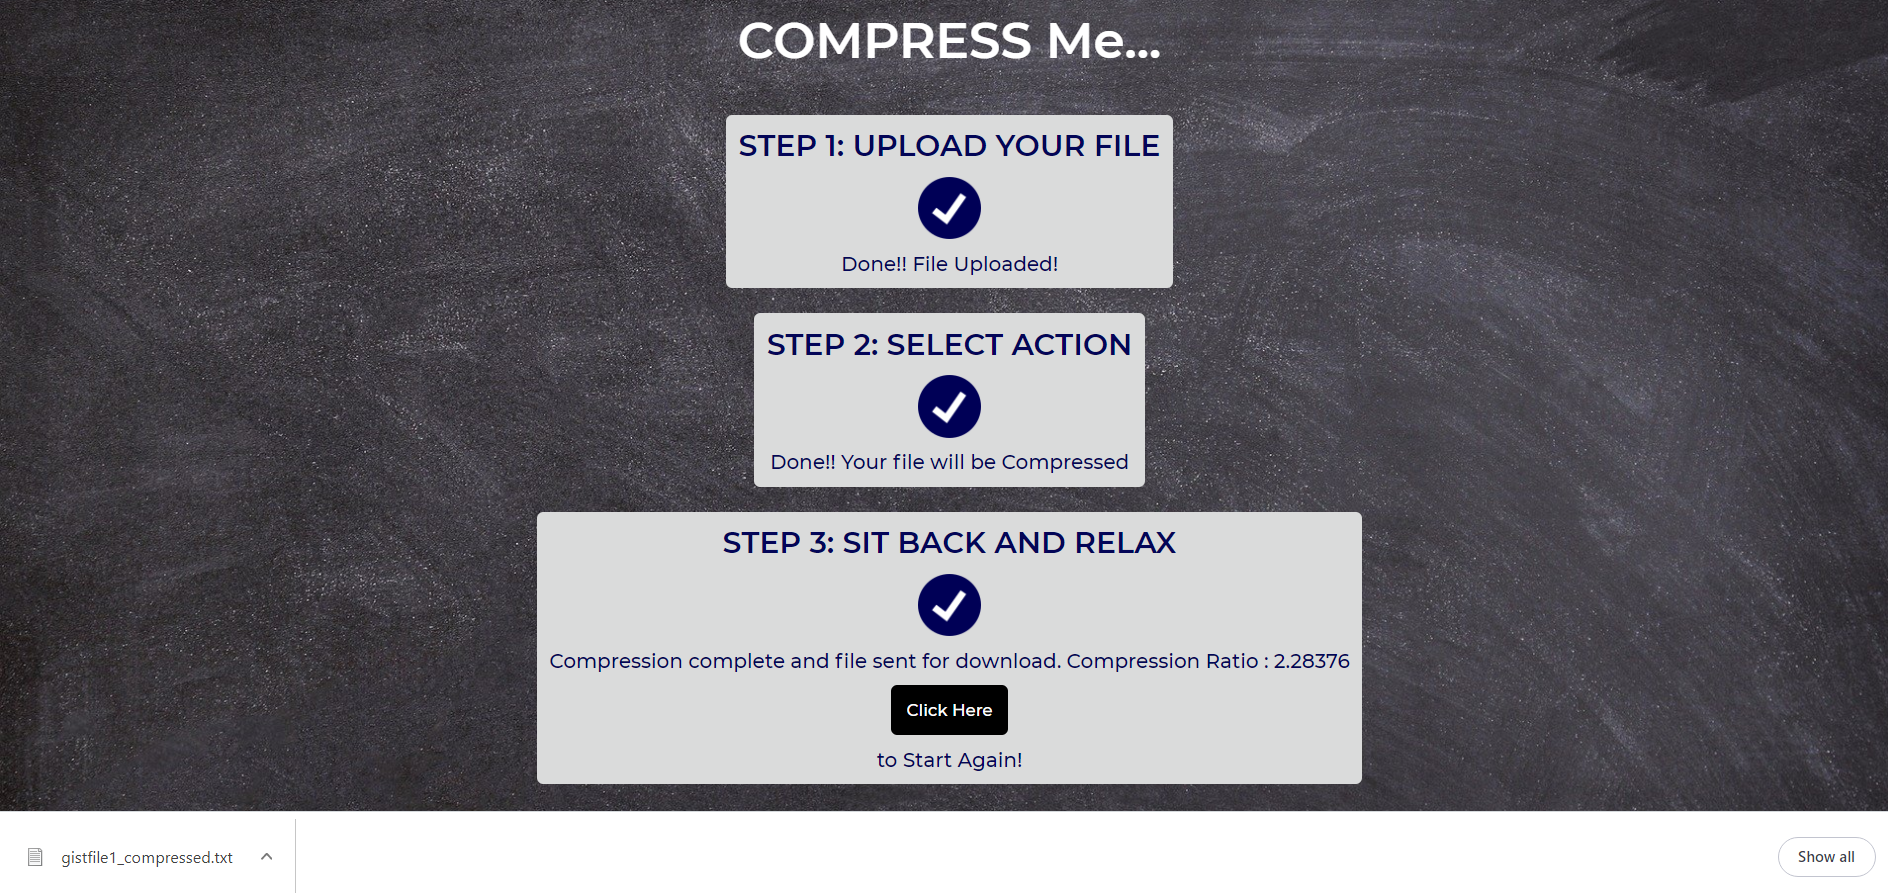 COMPRESS Me...
STEP 1: UPLOAD YOUR FILE
Done!! File Uploaded!
STEP 2: SELECT ACTION
Done!! Your file will be Compressed
STEP 3: SIT BACK AND RELAX
Compression complete and file sent for download. Compression Ratio : 2.28376
Click Here
to Start Again!
gistfile1_compressed.txt
Show all